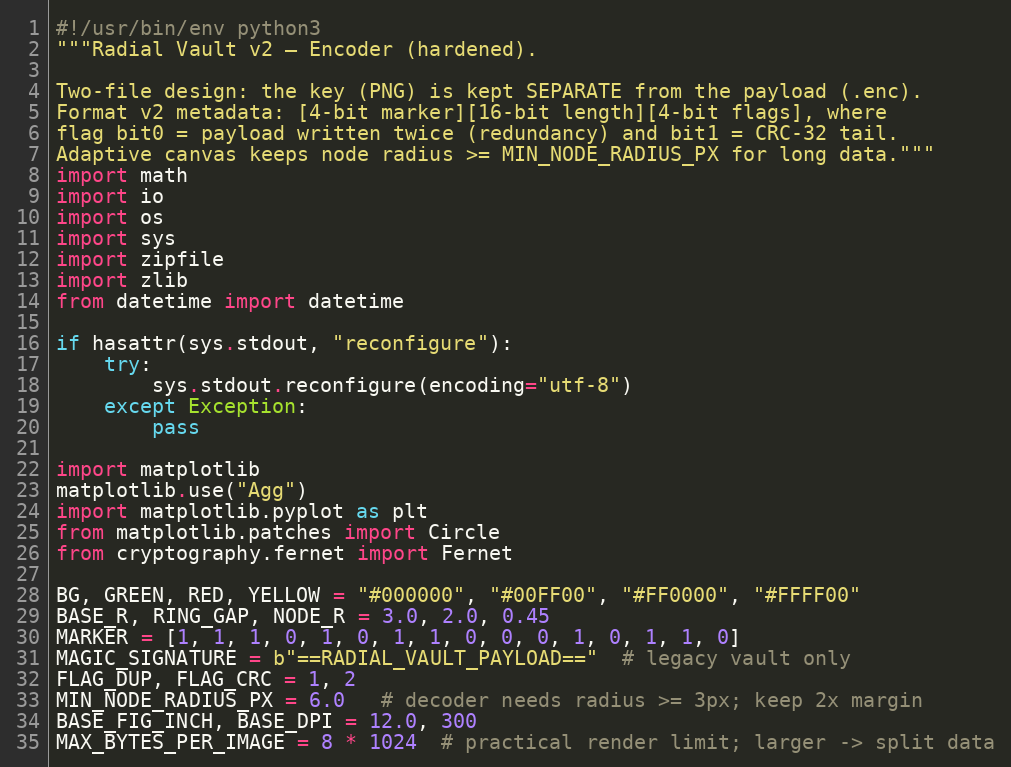 1 #!/usr/bin/env python3
2 """Radial Vault v2 — Encoder (hardened).
3
4 Two-file design: the key (PNG) is kept SEPARATE from the payload (.enc).
5 Format v2 metadata: [4-bit marker][16-bit length][4-bit flags], where
6 flag bit0 = payload written twice (redundancy) and bit1 = CRC-32 tail.
7 Adaptive canvas keeps node radius >= MIN_NODE_RADIUS_PX for long data."""
8 import math
9 import io
10 import os
11 import sys
12 import zipfile
13 import zlib
14 from datetime import datetime
15
16 if hasattr(sys.stdout, "reconfigure"):
17     try:
18         sys.stdout.reconfigure(encoding="utf-8")
19     except Exception:
20         pass
21
22 import matplotlib
23 matplotlib.use("Agg")
24 import matplotlib.pyplot as plt
25 from matplotlib.patches import Circle
26 from cryptography.fernet import Fernet
27
28 BG, GREEN, RED, YELLOW = "#000000", "#00FF00", "#FF0000", "#FFFF00"
29 BASE_R, RING_GAP, NODE_R = 3.0, 2.0, 0.45
30 MARKER = [1, 1, 1, 0, 1, 0, 1, 1, 0, 0, 0, 1, 0, 1, 1, 0]
31 MAGIC_SIGNATURE = b"==RADIAL_VAULT_PAYLOAD=="  # legacy vault only
32 FLAG_DUP, FLAG_CRC = 1, 2
33 MIN_NODE_RADIUS_PX = 6.0   # decoder needs radius >= 3px; keep 2x margin
34 BASE_FIG_INCH, BASE_DPI = 12.0, 300
35 MAX_BYTES_PER_IMAGE = 8 * 1024  # practical render limit; larger -> split data